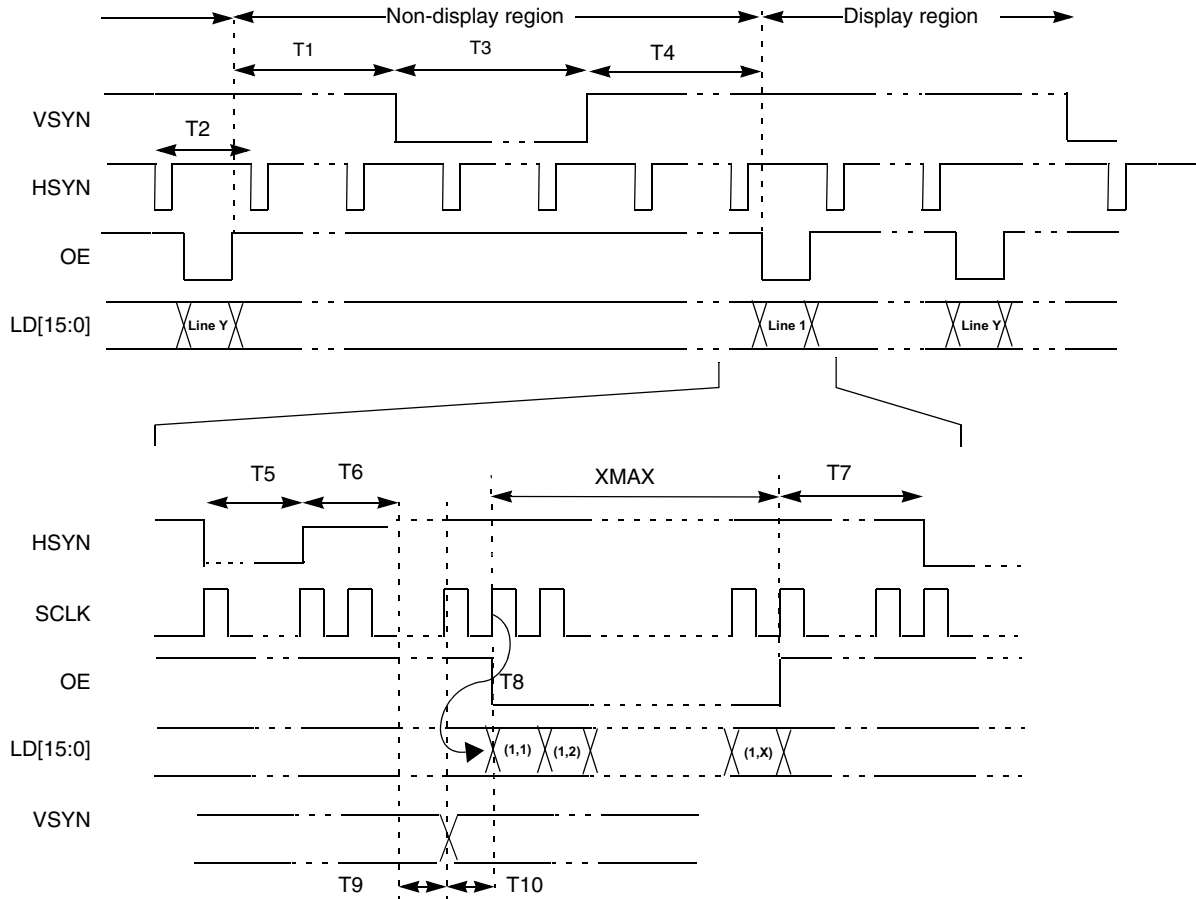 Non-display region
Display region
T1
T3
T4
VSYN
T2
HSYN
OE
LD[15:0]
Line Y
Line 1
Line Y
T5
T6
XMAX
T7
HSYN
SCLK
OE
T8
LD[15:0]
(1,1)
(1,2)
(1,X)
VSYN
T9
T10